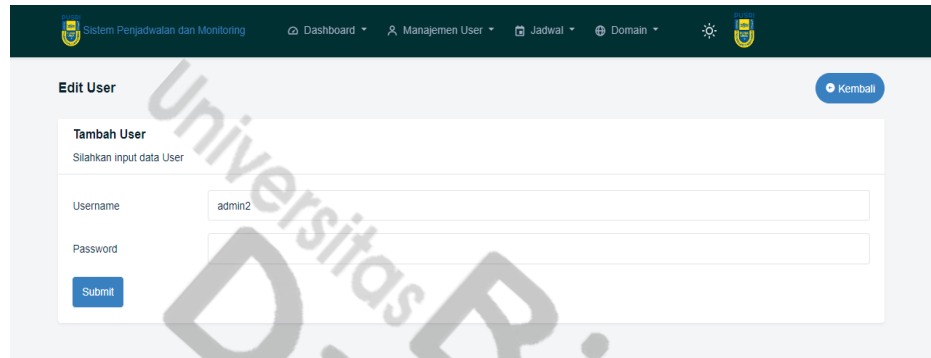 Sistem Penjadwalan dan Monitoring Dashboard Manajemen User Jadwal Domain
Edit User
Kembali
Tambah User
Silahkan input data User
Username admin2
Password
Submit
Universitas